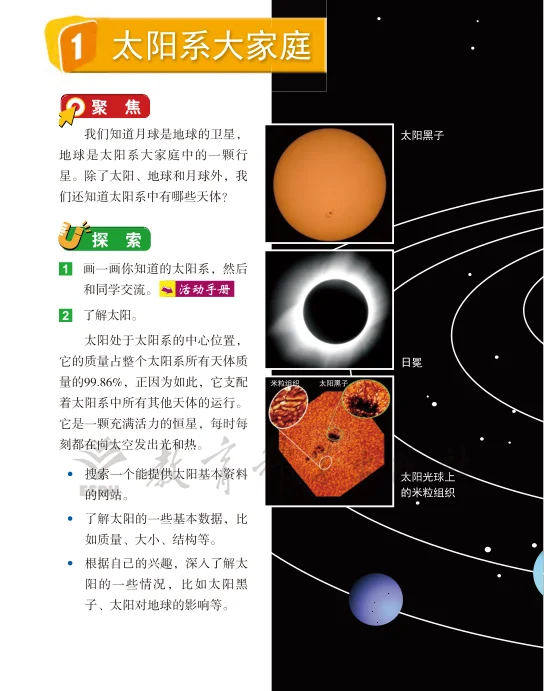 1 太阳系大家庭
聚 焦
我们知道月球是地球的卫星，
地球是太阳系大家庭中的一颗行
星。除了太阳、地球和月球外，我
们还知道太阳系中有哪些天体？
探 索
1 画一画你知道的太阳系，然后
和同学交流。 活动手册
2 了解太阳。
太阳处于太阳系的中心位置，
它的质量占整个太阳系所有天体质
量的99.86%，正因为如此，它支配
着太阳系中所有其他天体的运行。
它是一颗充满活力的恒星，每时每
刻都在向太空发出光和热。
• 搜索一个能提供太阳基本资料
的网站。
• 了解太阳的一些基本数据，比
如质量、大小、结构等。
• 根据自己的兴趣，深入了解太
阳的一些情况，比如太阳黑
子、太阳对地球的影响等。
太阳黑子
日冕
米粒组织
太阳黑子
太阳光球上
的米粒组织
教育